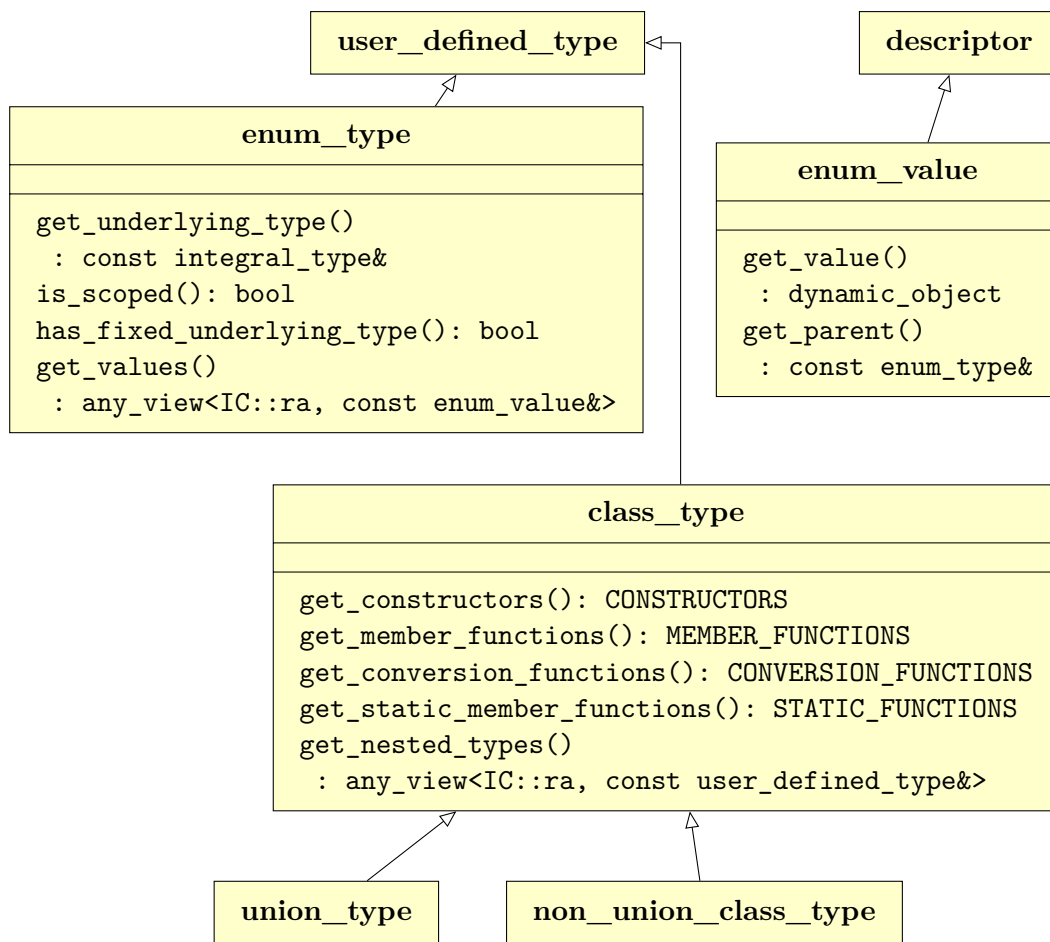 user_defined_type
descriptor
enum_type
get_underlying_type()
: const integral_type&
is_scoped(): bool
has_fixed_underlying_type(): bool
get_values()
: any_view<IC::ra, const enum_value&>
enum_value
get_value()
: dynamic_object
get_parent()
: const enum_type&
class_type
get_constructors(): CONSTRUCTORS
get_member_functions(): MEMBER_FUNCTIONS
get_conversion_functions(): CONVERSION_FUNCTIONS
get_static_member_functions(): STATIC_FUNCTIONS
get_nested_types()
: any_view<IC::ra, const user_defined_type&>
union_type
non_union_class_type